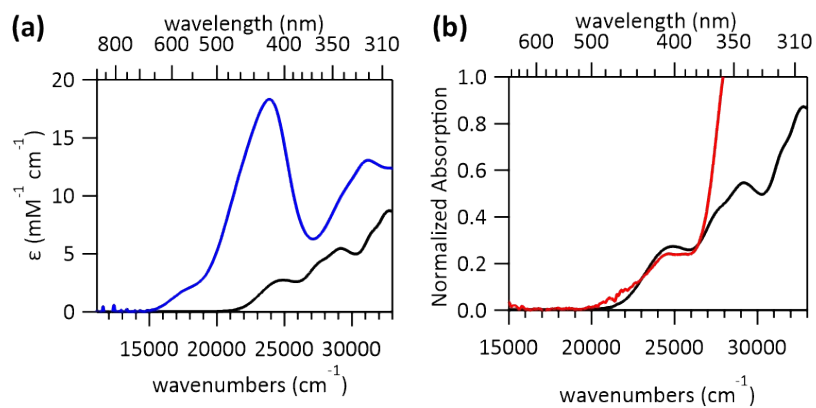 (a)
wavelength (nm)
800 600 500 400 350 310
20
15
10
5
0
ε (mM⁻¹ cm⁻¹)
15000 20000 25000 30000
wavenumbers (cm⁻¹)
(b)
wavelength (nm)
600 500 400 350 310
1.0
0.8
0.6
0.4
0.2
0.0
Normalized Absorption
15000 20000 25000 30000
wavenumbers (cm⁻¹)